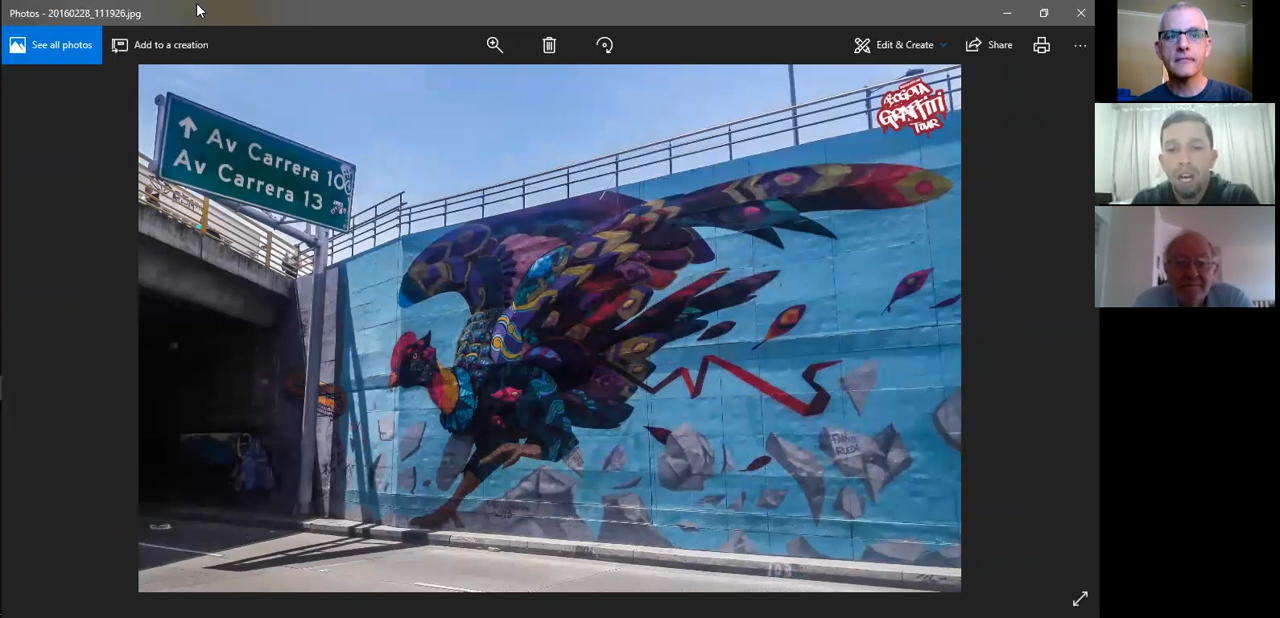 Photos - 20160228_111926.jpg
See all photos
Add to a creation
Edit & Create
Share
Av Carrera 10
Av Carrera 13
BOGOTA
GRAFFITI
TOUR